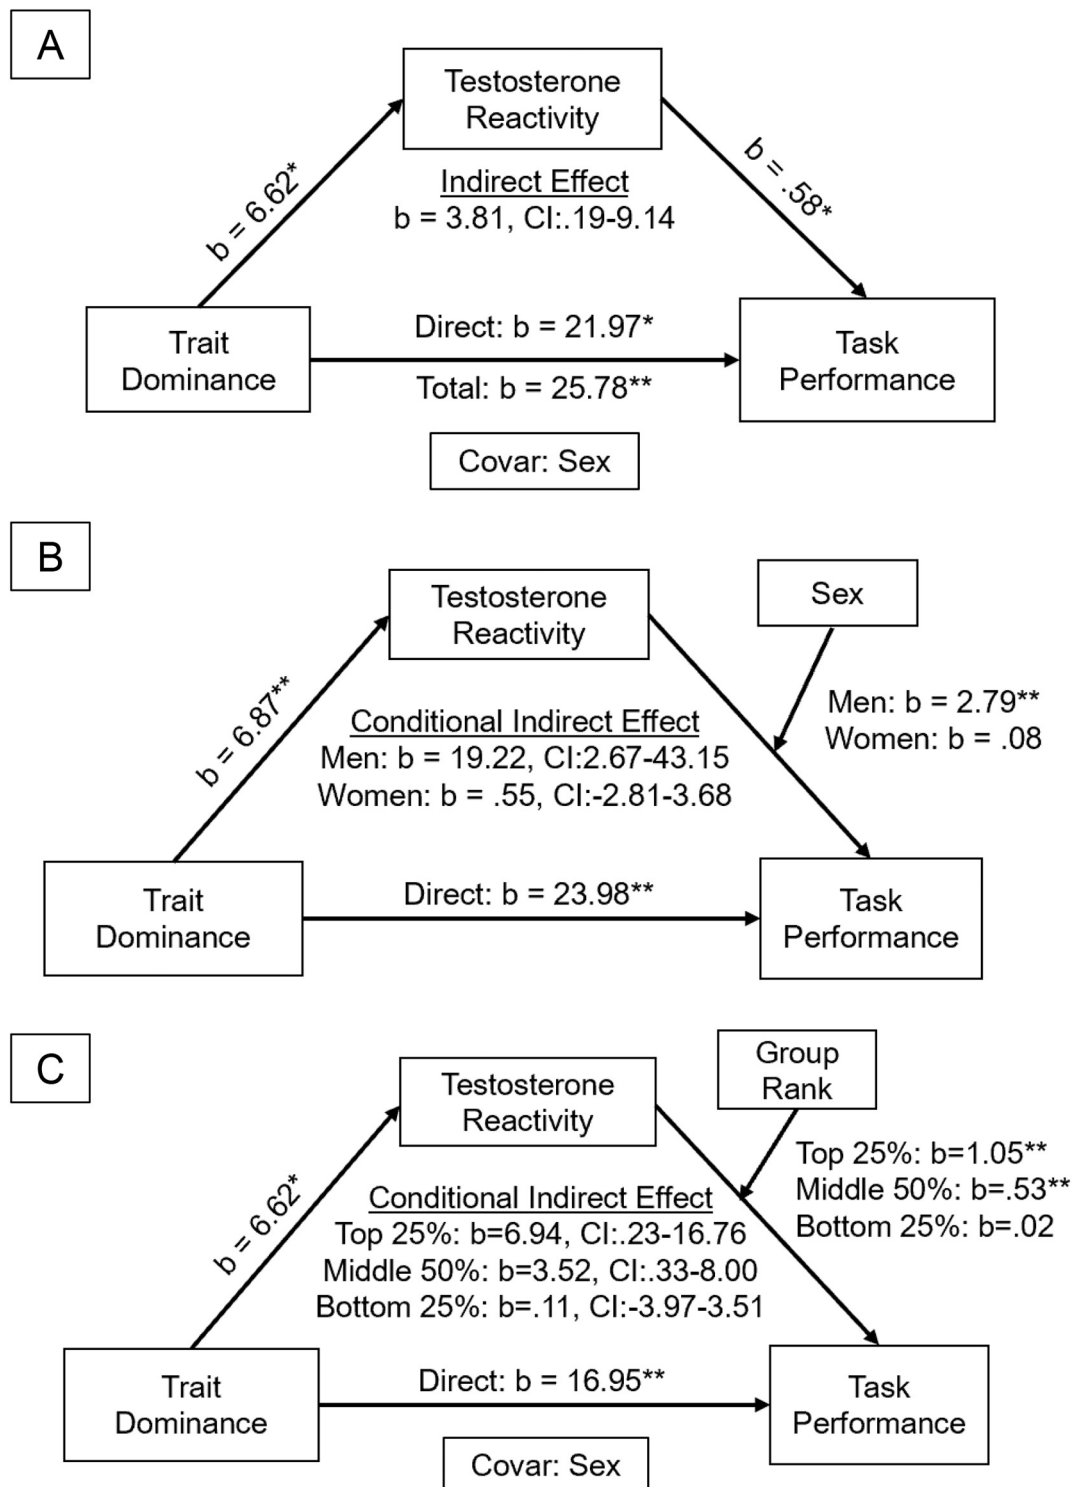 A
Testosterone
Reactivity
b = 6.62*
b = .58*
Indirect Effect
b = 3.81, CI:.19-9.14
Trait
Dominance
Direct: b = 21.97*
Total: b = 25.78**
Task
Performance
Covar: Sex
B
Testosterone
Reactivity
Sex
b = 6.87**
Men: b = 2.79**
Women: b = .08
Conditional Indirect Effect
Men: b = 19.22, CI:2.67-43.15
Women: b = .55, CI:-2.81-3.68
Trait
Dominance
Direct: b = 23.98**
Task
Performance
C
Testosterone
Reactivity
Group
Rank
b = 6.62*
Top 25%: b=1.05**
Middle 50%: b=.53**
Bottom 25%: b=.02
Conditional Indirect Effect
Top 25%: b=6.94, CI:.23-16.76
Middle 50%: b=3.52, CI:.33-8.00
Bottom 25%: b=.11, CI:-3.97-3.51
Trait
Dominance
Direct: b = 16.95**
Task
Performance
Covar: Sex